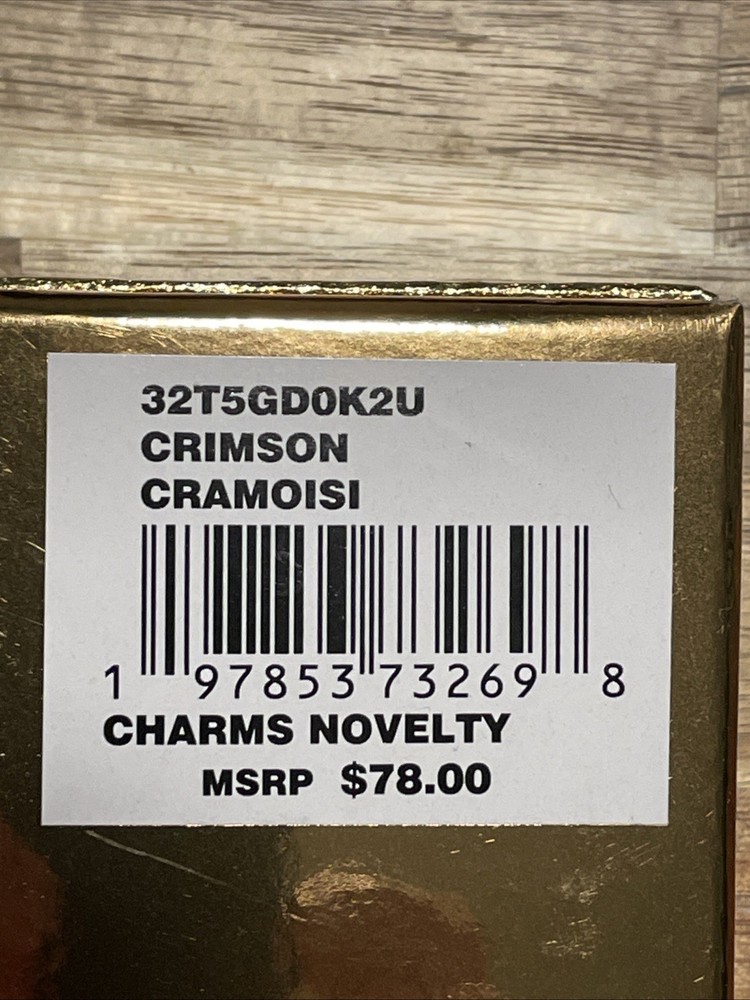 32T5GD0K2U
CRIMSON
CRAMOISI
1 97853 73269 8
CHARMS NOVELTY
MSRP $78.00